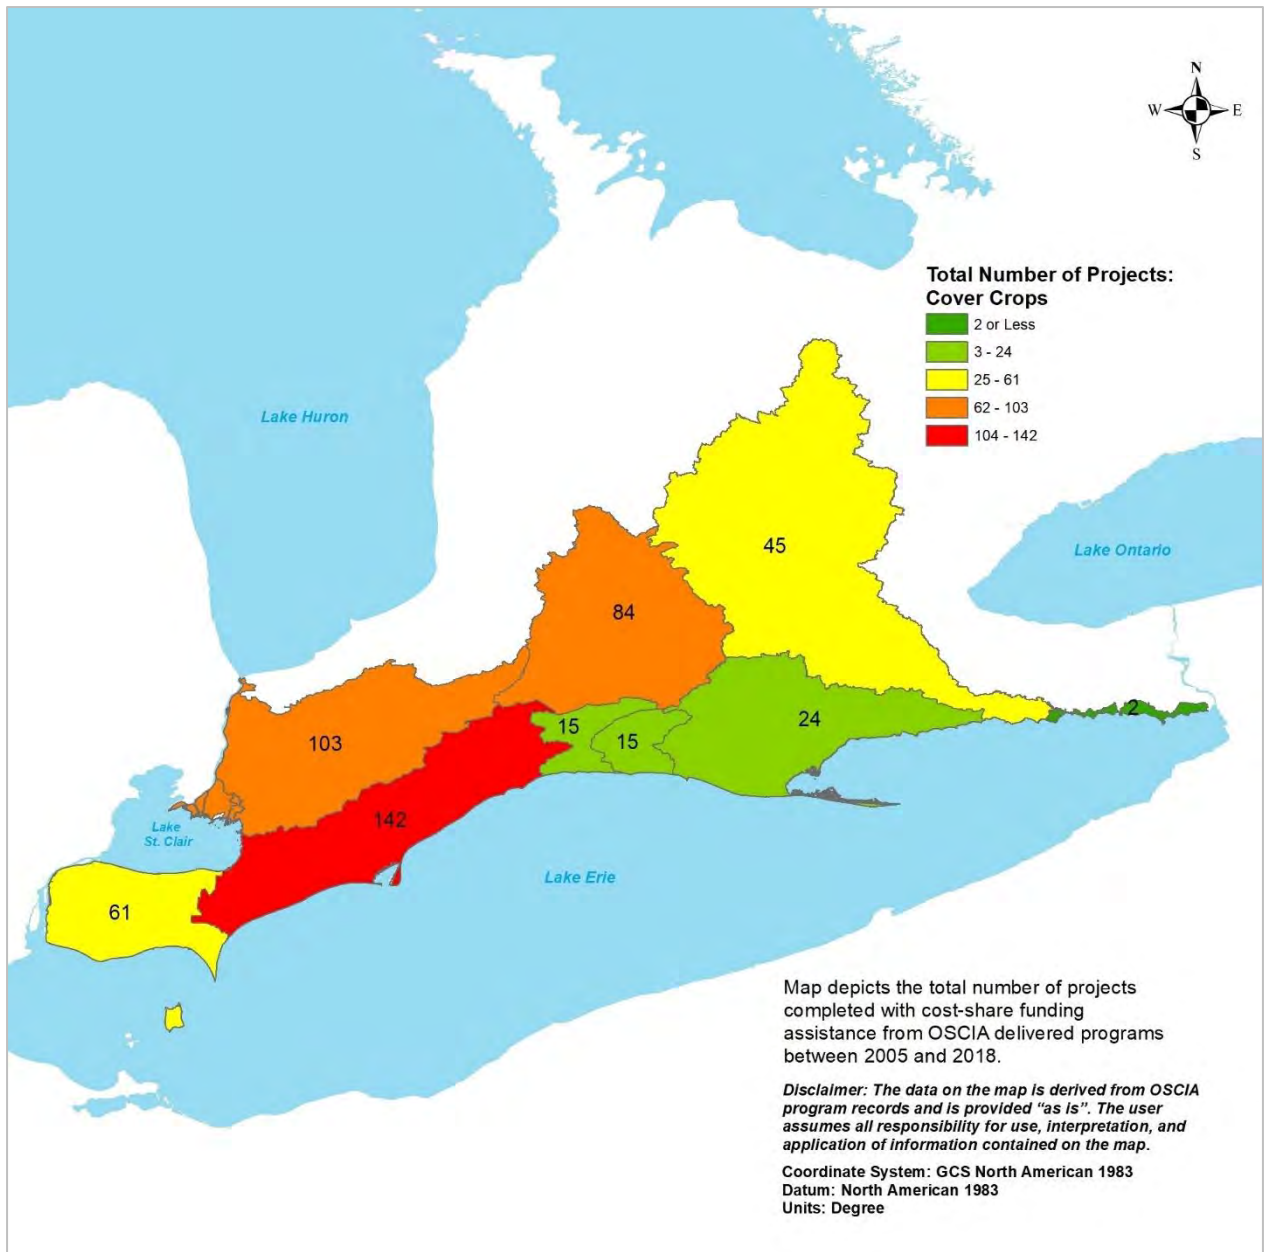 N
W E
S
Total Number of Projects:
Cover Crops
2 or Less
3 - 24
25 - 61
62 - 103
104 - 142
Lake Huron
45
Lake Ontario
84
2
24
15
15
103
142
Lake
St. Clair
Lake Erie
61
Map depicts the total number of projects
completed with cost-share funding
assistance from OSCIA delivered programs
between 2005 and 2018.
Disclaimer: The data on the map is derived from OSCIA
program records and is provided “as is”. The user
assumes all responsibility for use, interpretation, and
application of information contained on the map.
Coordinate System: GCS North American 1983
Datum: North American 1983
Units: Degree